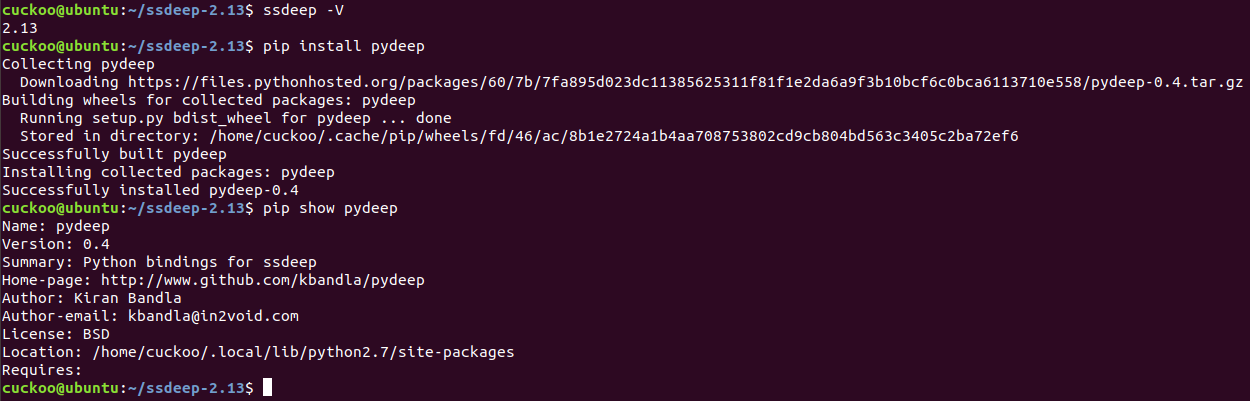 cuckoo@ubuntu:~/ssdeep-2.13$ ssdeep -V
2.13
cuckoo@ubuntu:~/ssdeep-2.13$ pip install pydeep
Collecting pydeep
  Downloading https://files.pythonhosted.org/packages/60/7b/7fa895d023dc11385625311f81f1e2da6a9f3b10bcf6c0bca6113710e558/pydeep-0.4.tar.gz
Building wheels for collected packages: pydeep
  Running setup.py bdist_wheel for pydeep ... done
  Stored in directory: /home/cuckoo/.cache/pip/wheels/fd/46/ac/8b1e2724a1b4aa708753802cd9cb804bd563c3405c2ba72ef6
Successfully built pydeep
Installing collected packages: pydeep
Successfully installed pydeep-0.4
cuckoo@ubuntu:~/ssdeep-2.13$ pip show pydeep
Name: pydeep
Version: 0.4
Summary: Python bindings for ssdeep
Home-page: http://www.github.com/kbandla/pydeep
Author: Kiran Bandla
Author-email: kbandla@in2void.com
License: BSD
Location: /home/cuckoo/.local/lib/python2.7/site-packages
Requires:
cuckoo@ubuntu:~/ssdeep-2.13$